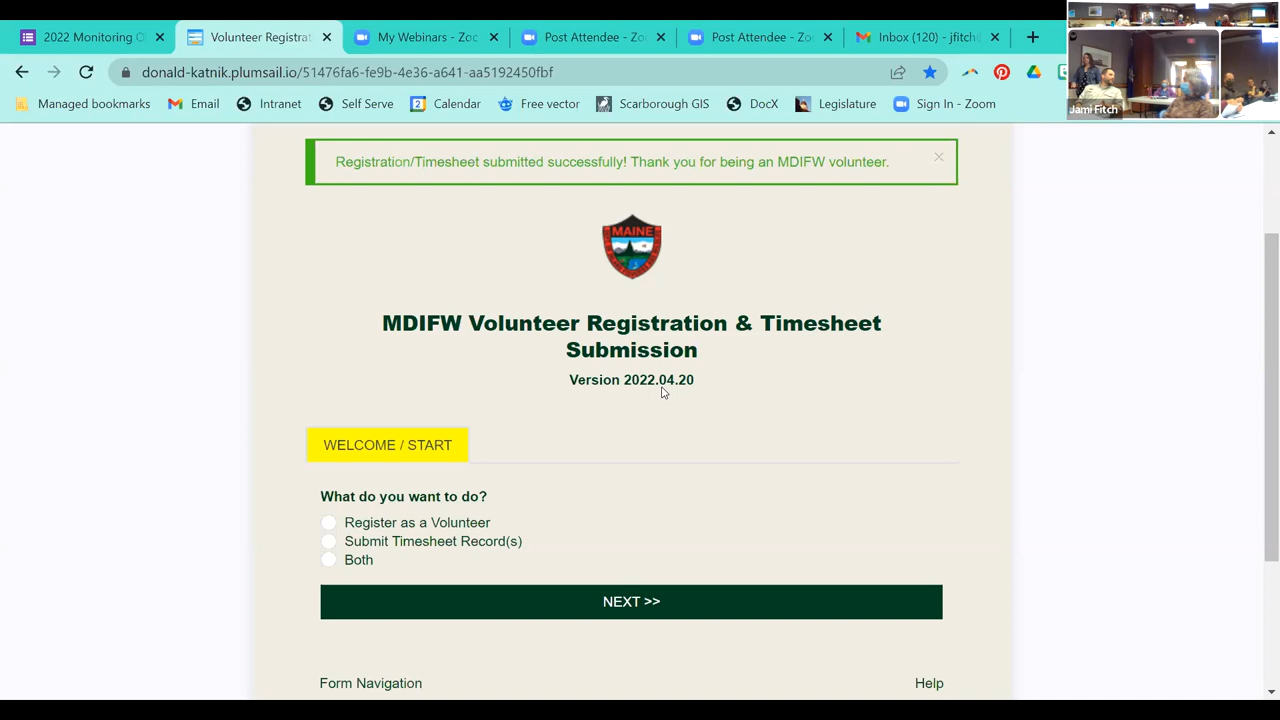 2022 Monitoring
Volunteer Registrat
My Webinars - Zoo
Post Attendee - Zo
Post Attendee - Zo
Inbox (120) - jfitch@
donald-katnik.plumsail.io/51476fa6-fe9b-4e36-a641-aa5192450fbf
Managed bookmarks
Email
Intranet
Self Serve
2
Calendar
Free vector
Scarborough GIS
DocX
Legislature
Sign In - Zoom
Jami Fitch
Registration/Timesheet submitted successfully! Thank you for being an MDIFW volunteer.
MAINE
MDIFW Volunteer Registration & Timesheet
Submission
Version 2022.04.20
WELCOME / START
What do you want to do?
Register as a Volunteer
Submit Timesheet Record(s)
Both
NEXT >>
Form Navigation
Help